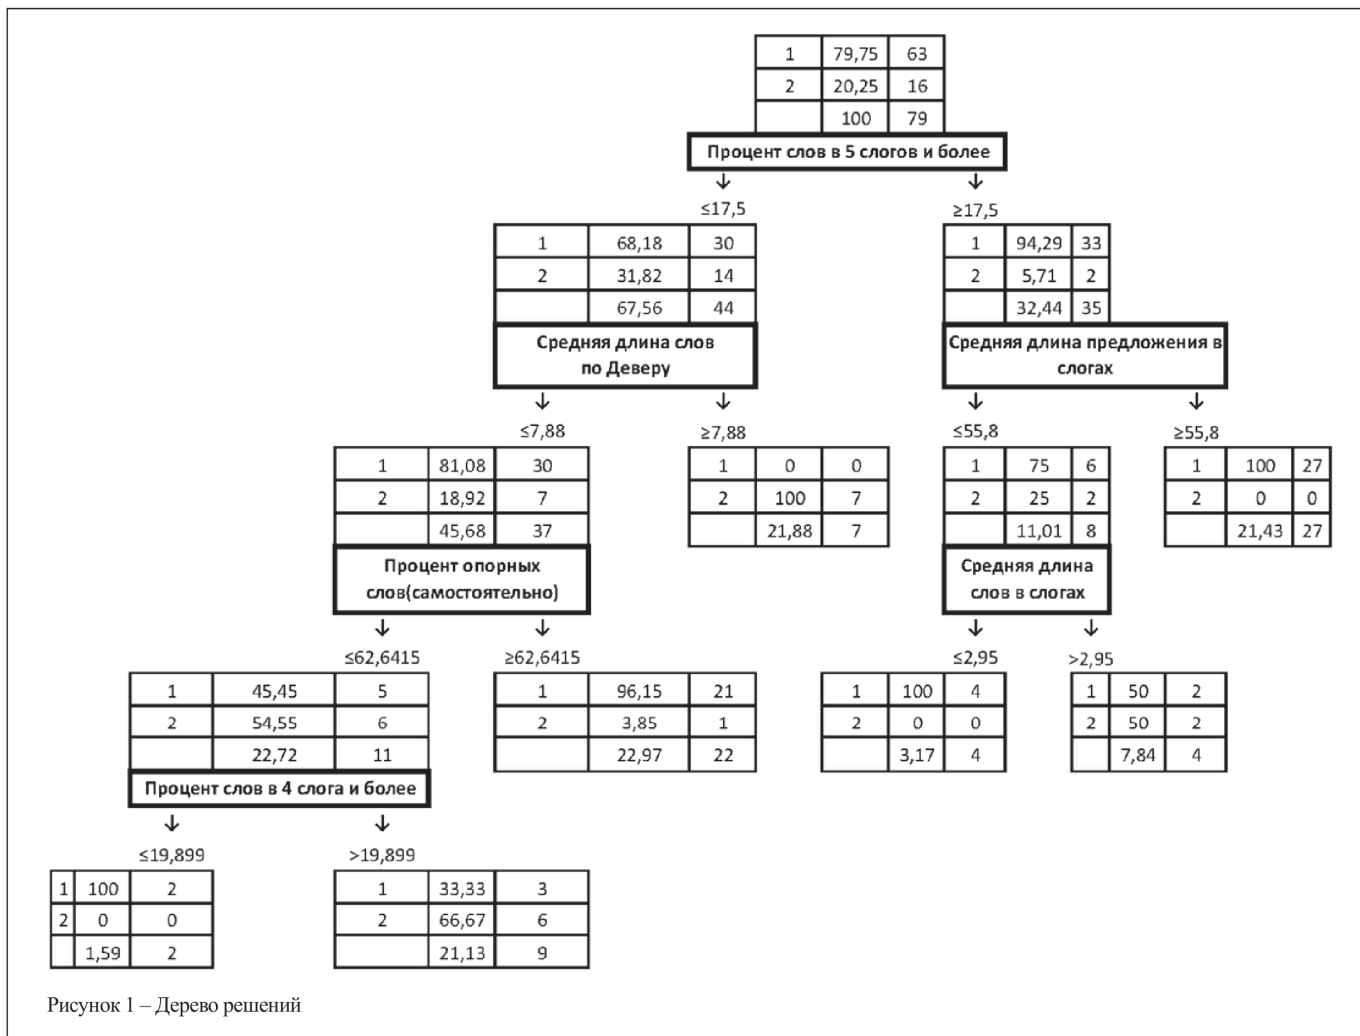 1 79,75 63
2 20,25 16
100 79
Процент слов в 5 слогов и более
≤17,5 ≥17,5
1 68,18 30
2 31,82 14
67,56 44
1 94,29 33
2 5,71 2
32,44 35
Средняя длина слов
по Деверу
Средняя длина предложения в
слогах
≤7,88 ≥7,88 ≤55,8 ≥55,8
1 81,08 30
2 18,92 7
45,68 37
1 0 0
2 100 7
21,88 7
1 75 6
2 25 2
11,01 8
1 100 27
2 0 0
21,43 27
Процент опорных
слов(самостоятельно)
Средняя длина
слов в слогах
≤62,6415 ≥62,6415 ≤2,95 >2,95
1 45,45 5
2 54,55 6
22,72 11
1 96,15 21
2 3,85 1
22,97 22
1 100 4
2 0 0
3,17 4
1 50 2
2 50 2
7,84 4
Процент слов в 4 слога и более
≤19,899 >19,899
1 100 2
2 0 0
1,59 2
1 33,33 3
2 66,67 6
21,13 9
Рисунок 1 – Дерево решений